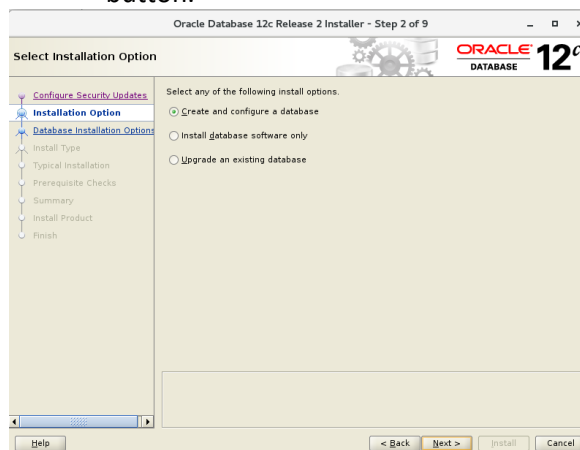 button.
Oracle Database 12c Release 2 Installer - Step 2 of 9
Select Installation Option
ORACLE
DATABASE
12c
Configure Security Updates
Installation Option
Database Installation Options
Install Type
Typical Installation
Prerequisite Checks
Summary
Install Product
Finish
Select any of the following install options.
Create and configure a database
Install database software only
Upgrade an existing database
Help
< Back
Next >
Install
Cancel